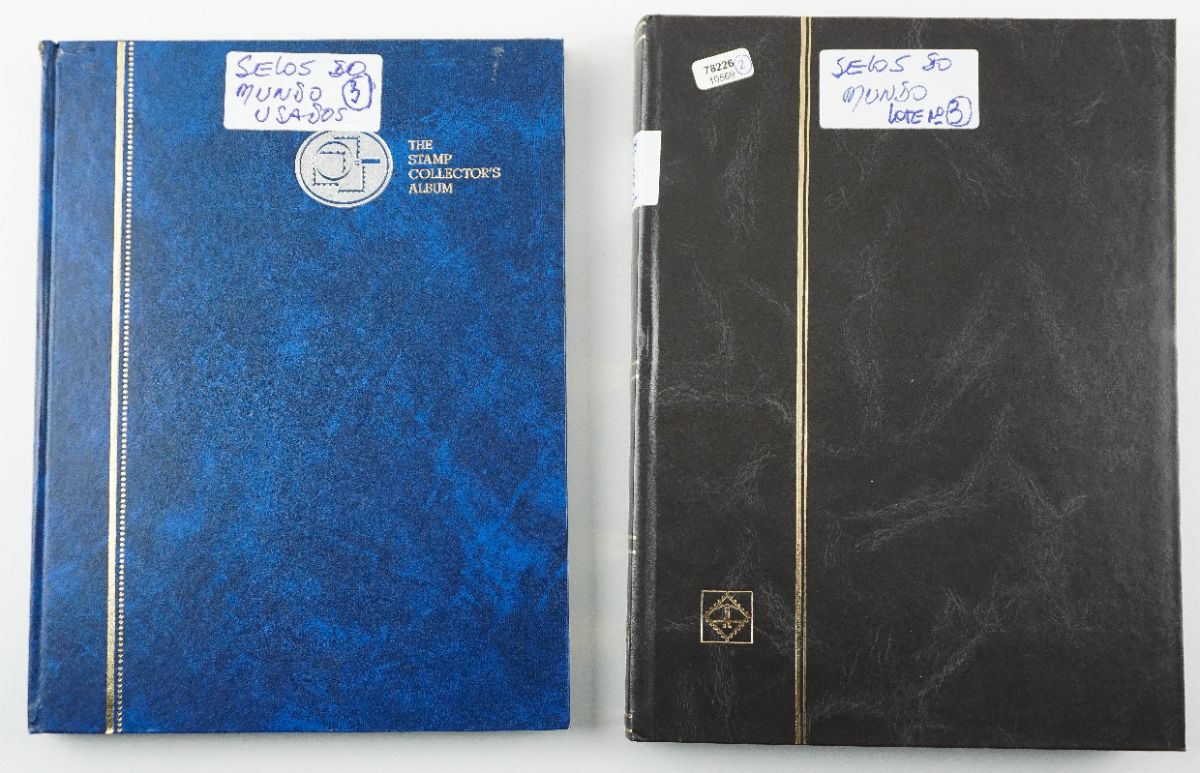 SELOS DO
MUNDO 3
USADOS
THE
STAMP
COLLECTOR'S
ALBUM
78226 2
10569
SELOS DO
MUNDO
LOTE Nº 3